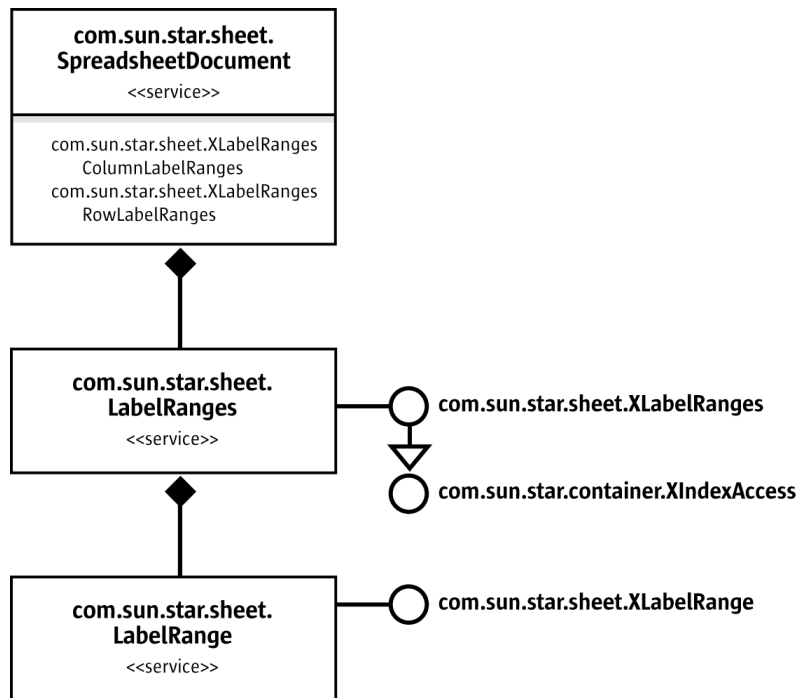 com.sun.star.sheet.
SpreadsheetDocument
<<service>>
com.sun.star.sheet.XLabelRanges
ColumnLabelRanges
com.sun.star.sheet.XLabelRanges
RowLabelRanges
com.sun.star.sheet.
LabelRanges
<<service>>
com.sun.star.sheet.XLabelRanges
com.sun.star.container.XIndexAccess
com.sun.star.sheet.
LabelRange
<<service>>
com.sun.star.sheet.XLabelRange